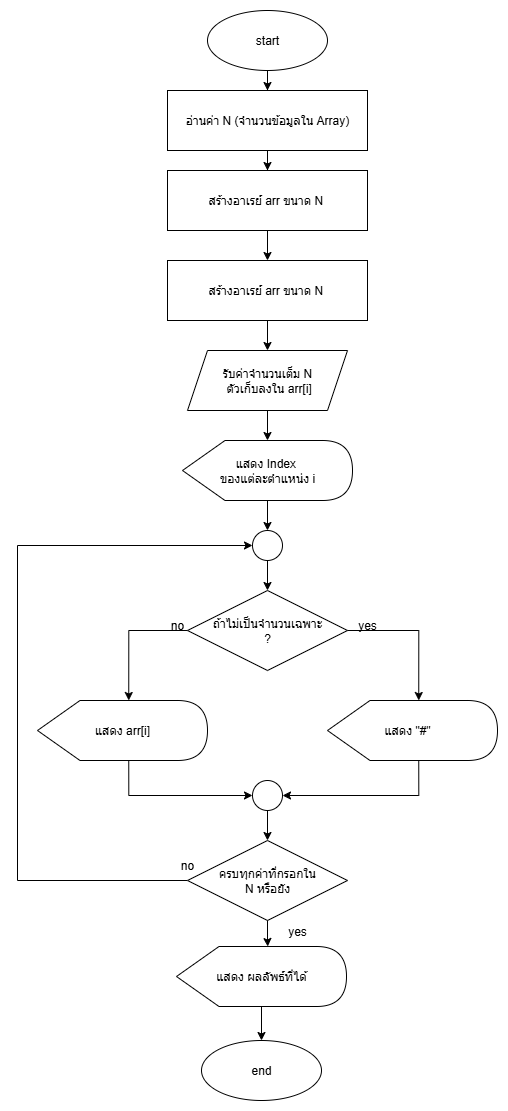 start
อ่านค่า N (จำนวนข้อมูลใน Array)
สร้างอาเรย์ arr ขนาด N
สร้างอาเรย์ arr ขนาด N
รับค่าจำนวนเต็ม N
ตัวเก็บลงใน arr[i]
แสดง Index
ของแต่ละตำแหน่ง i
ถ้าไม่เป็นจำนวนเฉพาะ
?
no
yes
แสดง arr[i]
แสดง "#"
ครบทุกค่าที่กรอกใน
N หรือยัง
no
yes
แสดง ผลลัพธ์ที่ได้
end